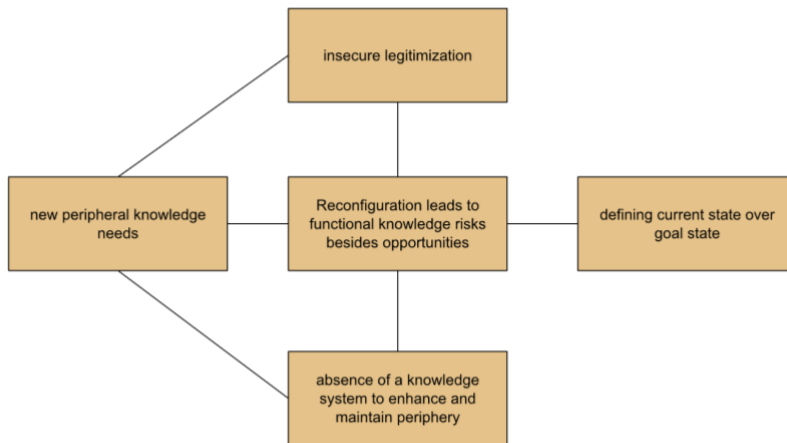 insecure legitimization
new peripheral knowledge
needs
Reconfiguration leads to
functional knowledge risks
besides opportunities
defining current state over
goal state
absence of a knowledge
system to enhance and
maintain periphery